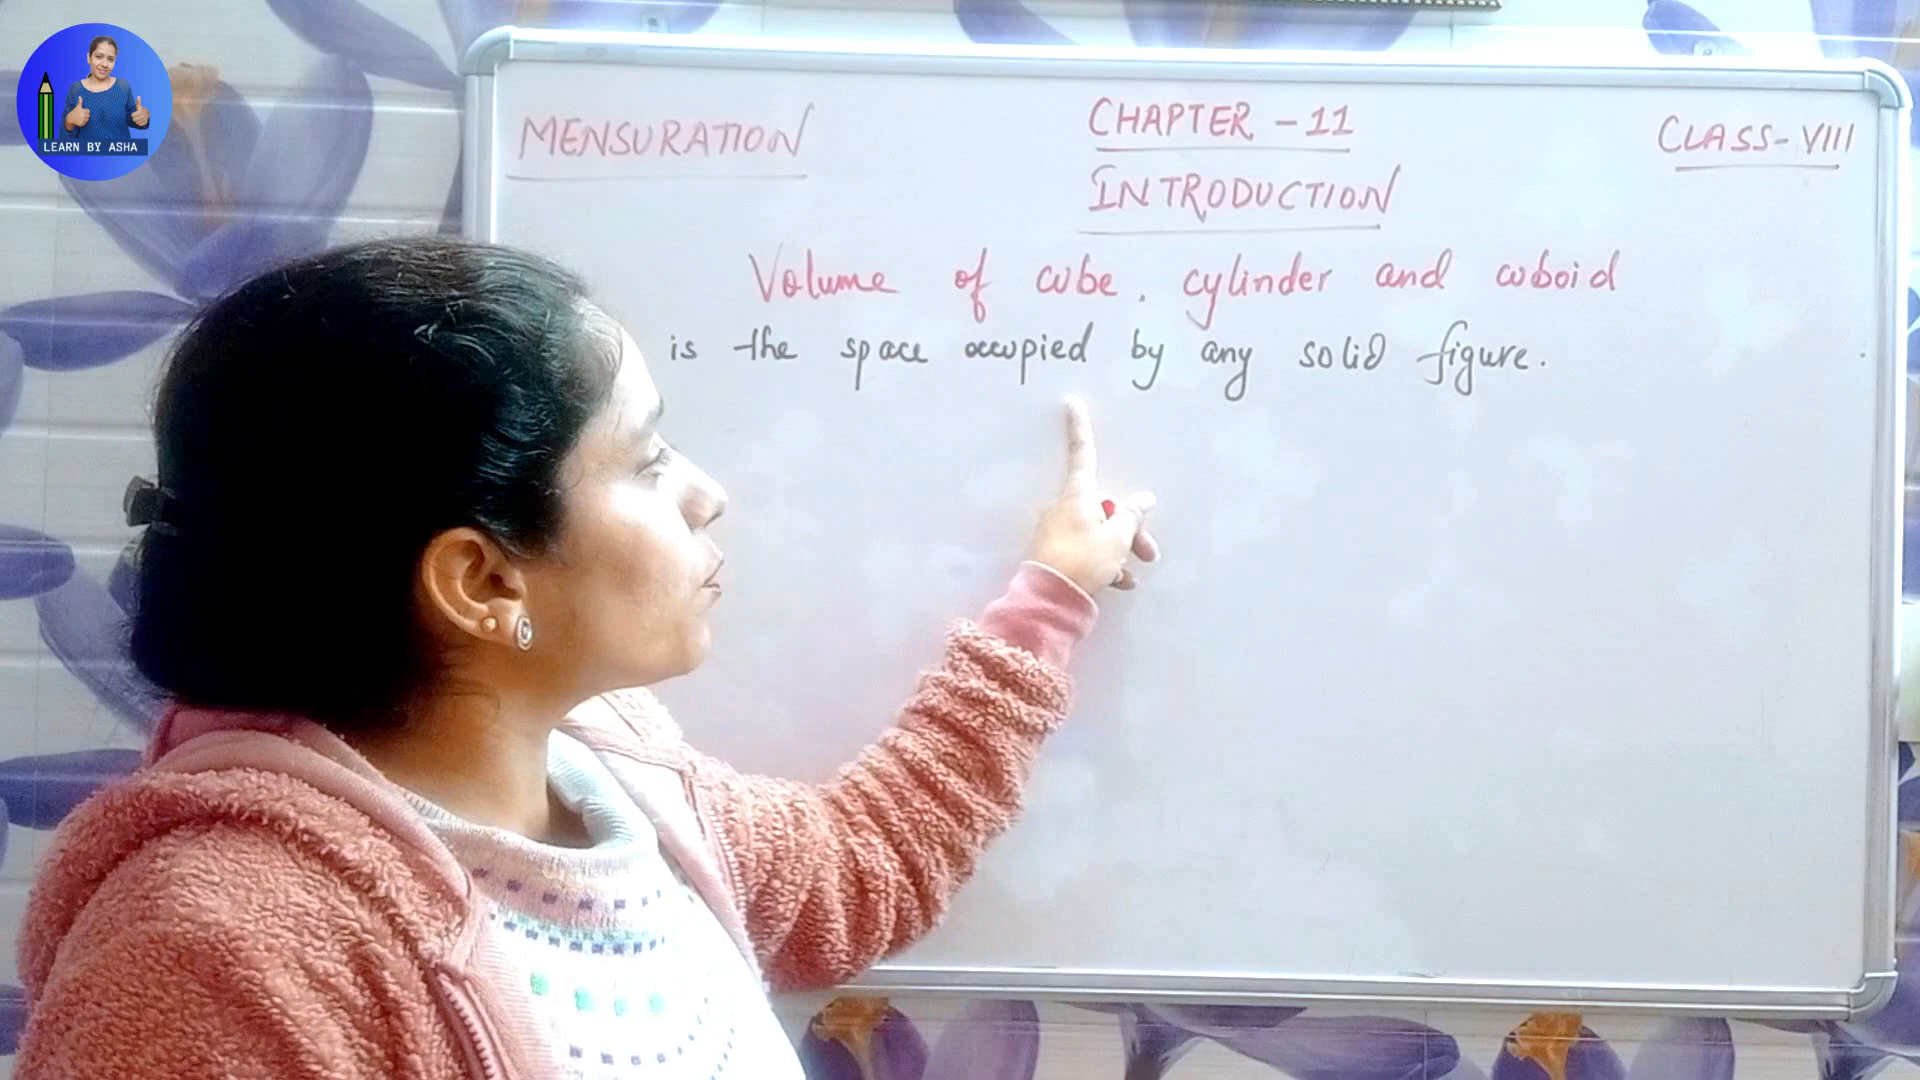 LEARN BY ASHA
MENSURATION
CHAPTER - 11
CLASS - VIII
INTRODUCTION
Volume of cube, cylinder and cuboid
is the space occupied by any solid figure.